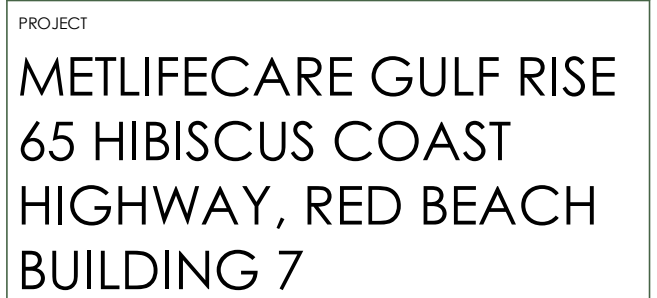 PROJECT
METLIFECARE GULF RISE
65 HIBISCUS COAST
HIGHWAY, RED BEACH
BUILDING 7